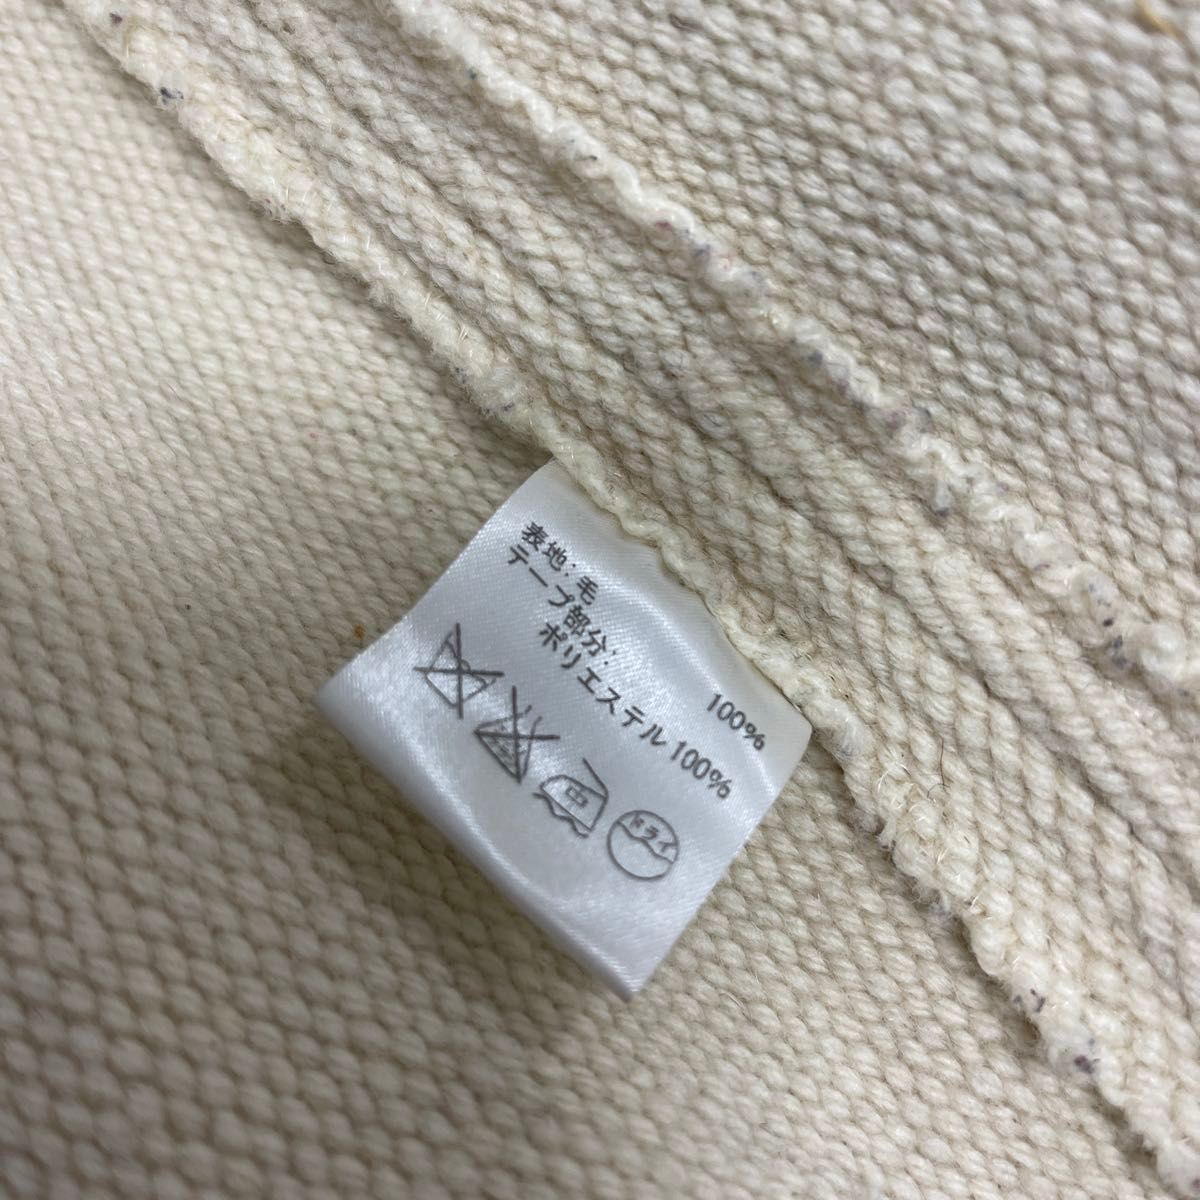 表地: 毛 100%
テープ部分:
ポリエステル 100%
中 ドライ